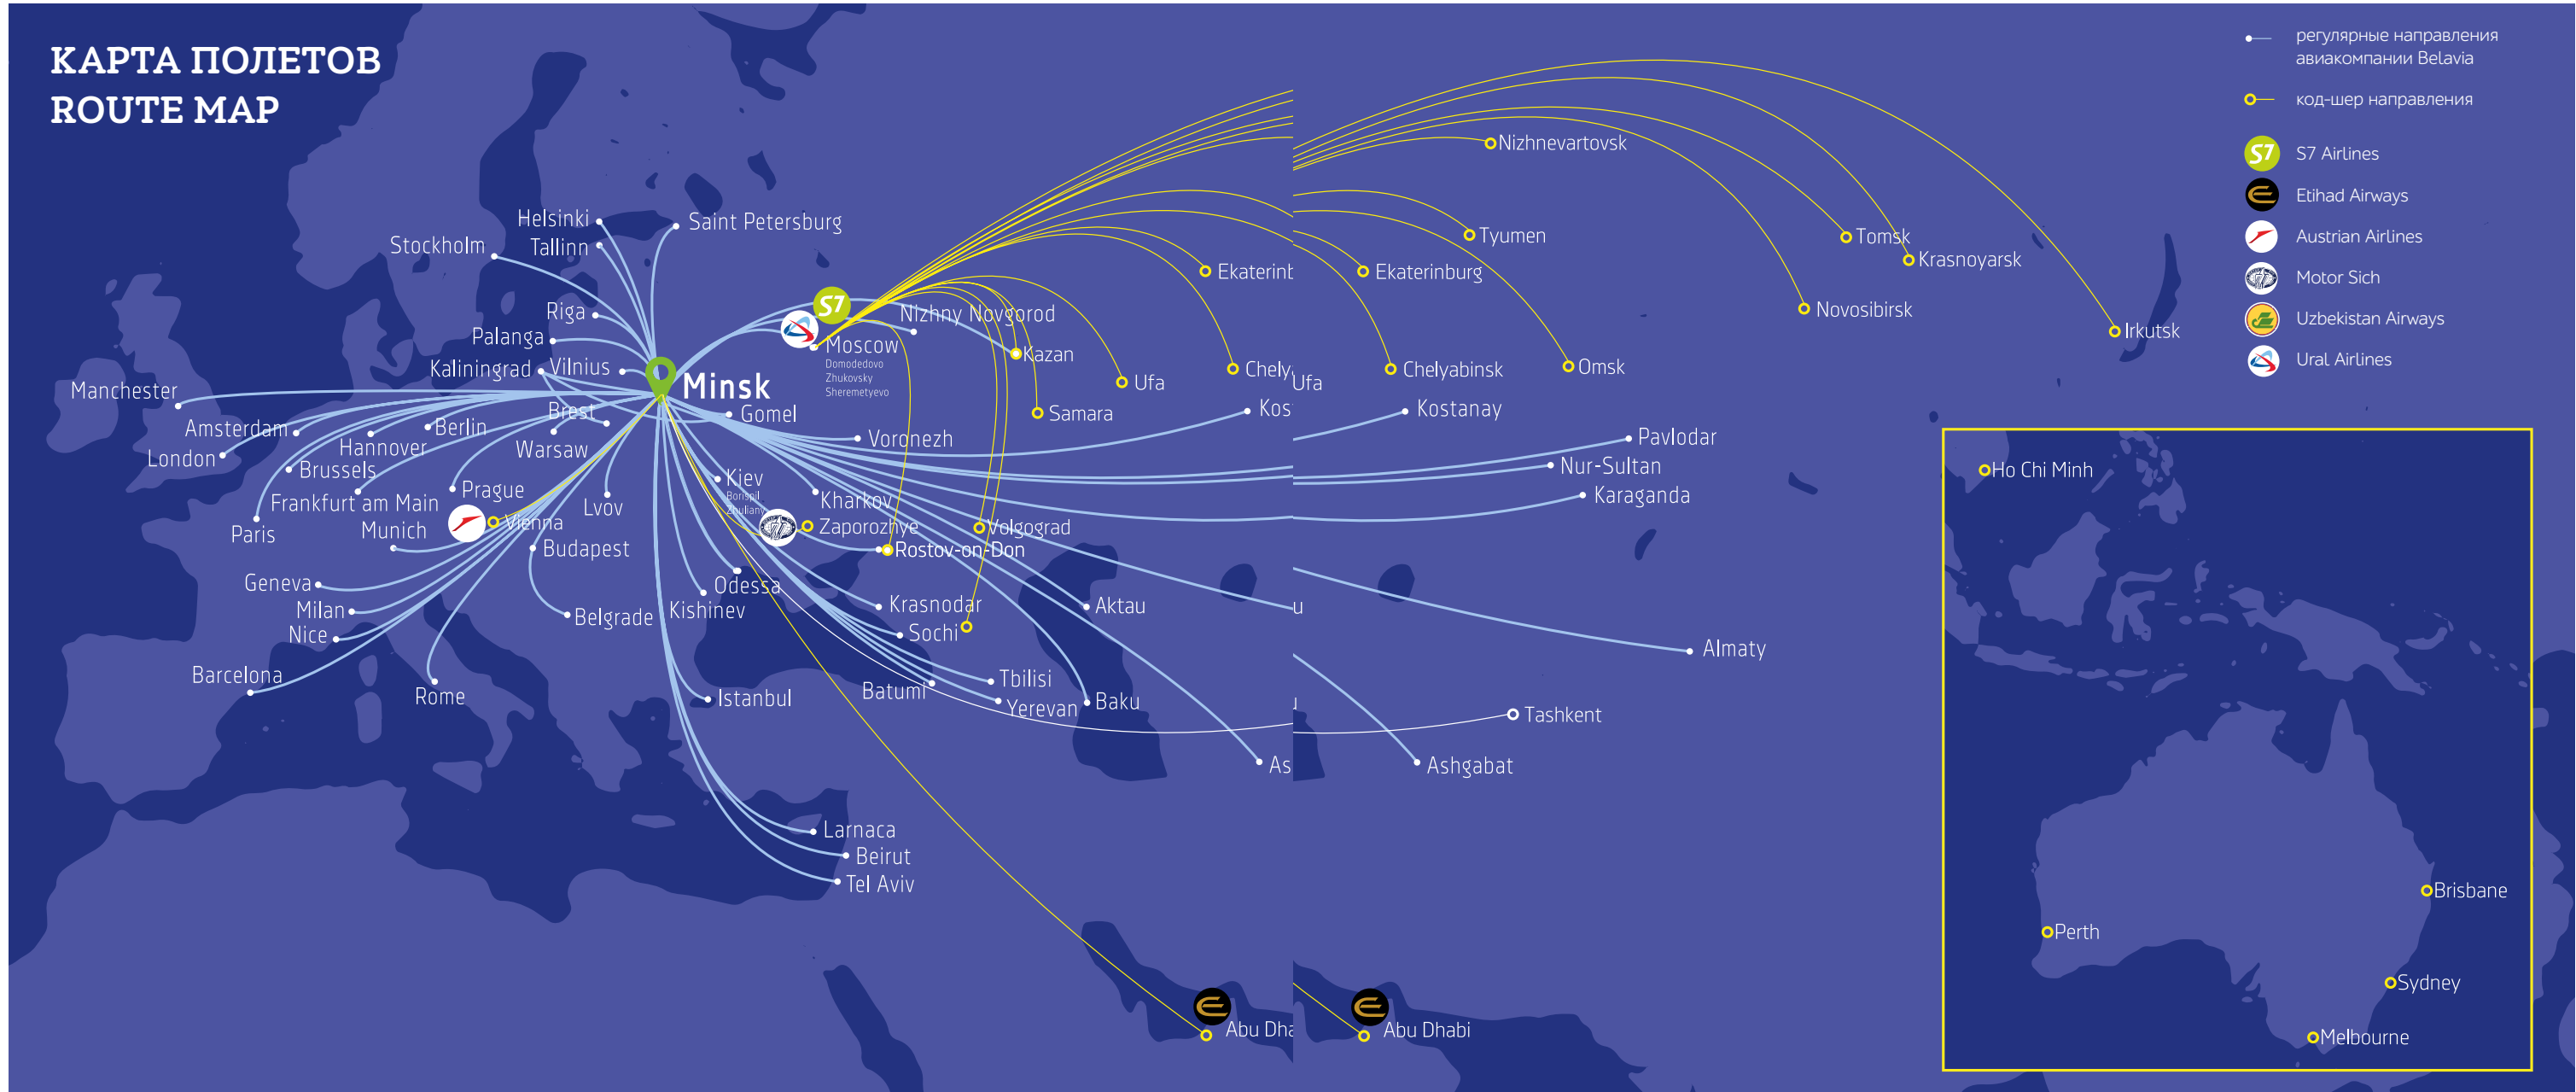 КАРТА ПОЛЕТОВ
ROUTE MAP
регулярные направления
авиакомпании Belavia
код-шер направления
S7
S7 Airlines
Etihad Airways
Austrian Airlines
Motor Sich
Uzbekistan Airways
Ural Airlines
Nizhnevartovsk
Helsinki
Saint Petersburg
Stockholm
Tallinn
Tyumen
Tomsk
Krasnoyarsk
Ekaterint
Ekaterinburg
S7
Riga
Nizhny Novgorod
Novosibirsk
Palanga
Moscow
Domodedovo
Zhukovsky
Sheremetyevo
Kazan
Irkutsk
Kaliningrad
Vilnius
Minsk
Ufa
Chely
Ufa
Chelyabinsk
Omsk
Manchester
Brest
Gomel
Samara
Kos
Kostanay
Amsterdam
Hannover
Berlin
Warsaw
Voronezh
Pavlodar
London
Brussels
Nur-Sultan
Ho Chi Minh
Frankfurt am Main
Prague
Lvov
Kiev
Borispil
Zhuliany
Kharkov
Karaganda
Paris
Munich
Vienna
Zaporozhye
Volgograd
Budapest
Rostov-on-Don
Geneva
Odessa
Milan
Belgrade
Kishinev
Krasnodar
Aktau
u
Nice
Sochi
Almaty
Barcelona
Rome
Istanbul
Batumi
Tbilisi
Yerevan
Baku
Tashkent
As
Ashgabat
Larnaca
Beirut
Tel Aviv
Brisbane
Perth
Sydney
Abu Dha
Abu Dhabi
Melbourne